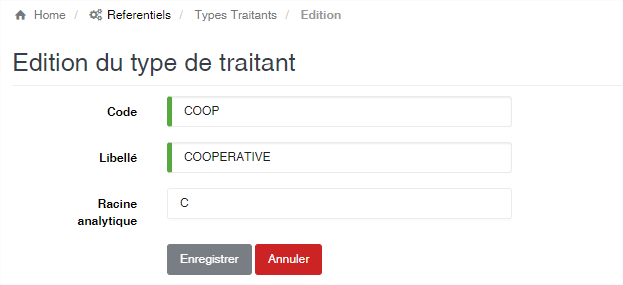 Home / Referentiels / Types Traitants / Edition
Edition du type de traitant
Code COOP
Libellé COOPERATIVE
Racine analytique C
Enregistrer Annuler